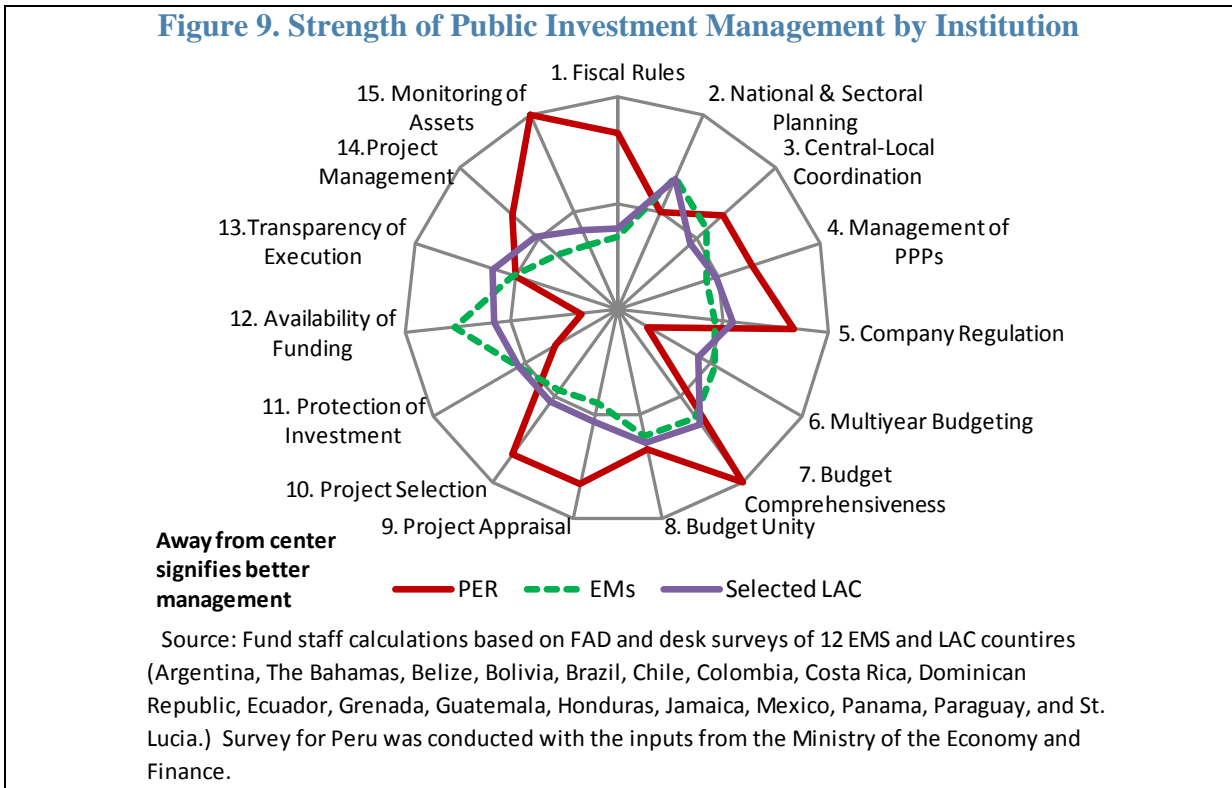 Figure 9. Strength of Public Investment Management by Institution
1. Fiscal Rules
2. National & Sectoral
Planning
3. Central-Local
Coordination
4. Management of
PPPs
5. Company Regulation
6. Multiyear Budgeting
7. Budget
Comprehensiveness
8. Budget Unity
9. Project Appraisal
10. Project Selection
11. Protection of
Investment
12. Availability of
Funding
13.Transparency of
Execution
14.Project
Management
15. Monitoring of
Assets
Away from center
signifies better
management
PER
EMs
Selected LAC
Source: Fund staff calculations based on FAD and desk surveys of 12 EMS and LAC countires
(Argentina, The Bahamas, Belize, Bolivia, Brazil, Chile, Colombia, Costa Rica, Dominican
Republic, Ecuador, Grenada, Guatemala, Honduras, Jamaica, Mexico, Panama, Paraguay, and St.
Lucia.) Survey for Peru was conducted with the inputs from the Ministry of the Economy and
Finance.